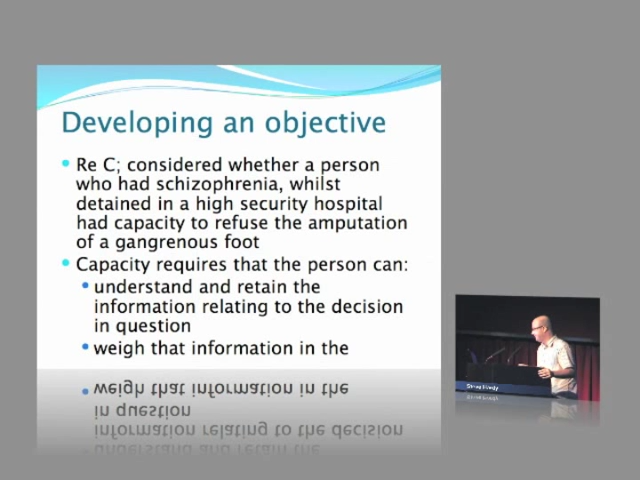 Developing an objective
Re C; considered whether a person
who had schizophrenia, whilst
detained in a high security hospital
had capacity to refuse the amputation
of a gangrenous foot
Capacity requires that the person can:
understand and retain the
information relating to the decision
in question
weigh that information in the